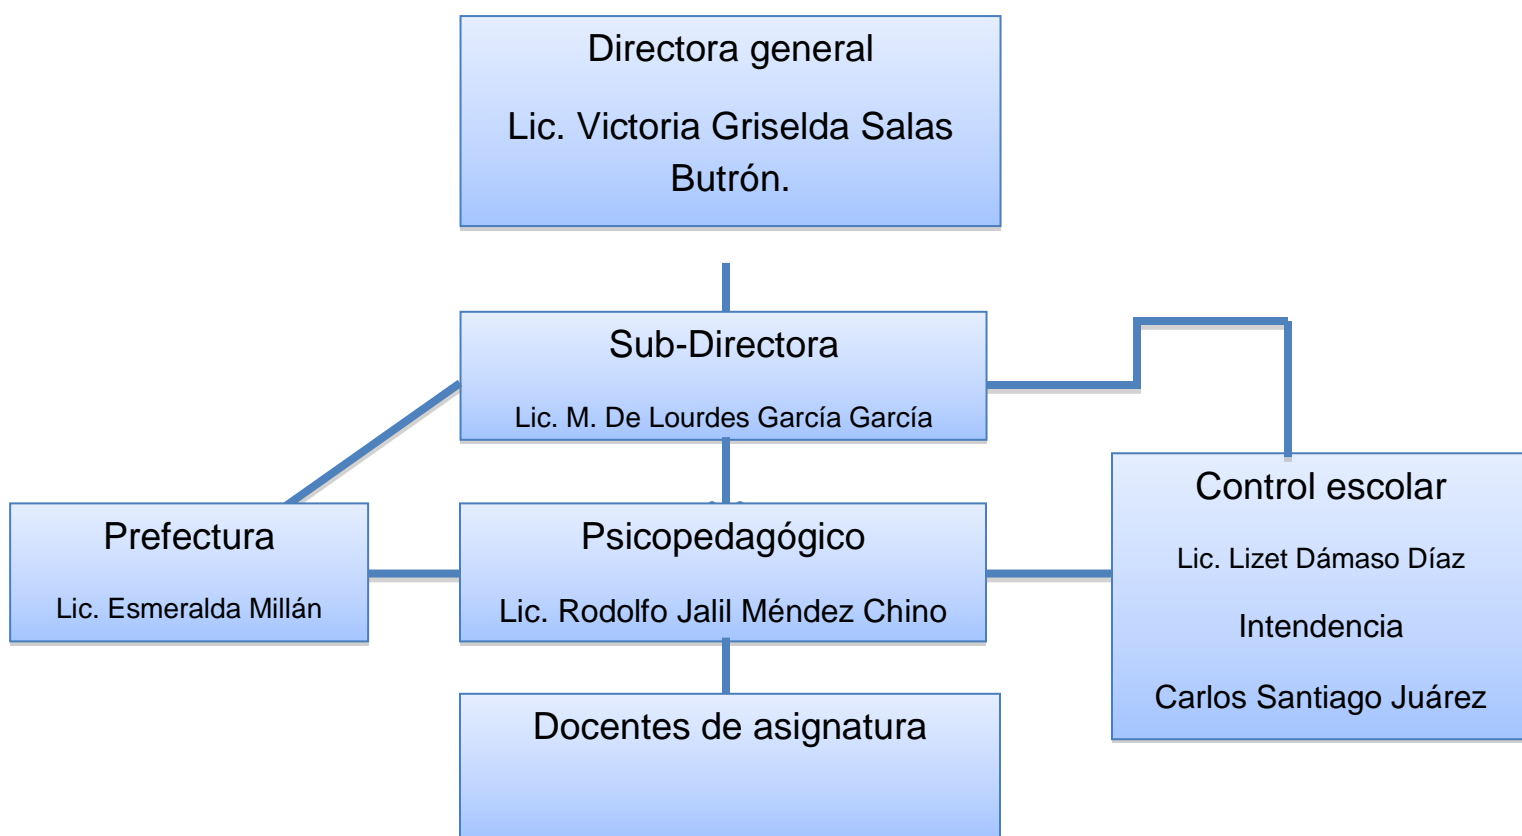 Directora general
Lic. Victoria Griselda Salas
Butrón.
Sub-Directora
Lic. M. De Lourdes García García
Prefectura
Lic. Esmeralda Millán
Psicopedagógico
Lic. Rodolfo Jalil Méndez Chino
Control escolar
Lic. Lizet Dámaso Díaz
Intendencia
Carlos Santiago Juárez
Docentes de asignatura